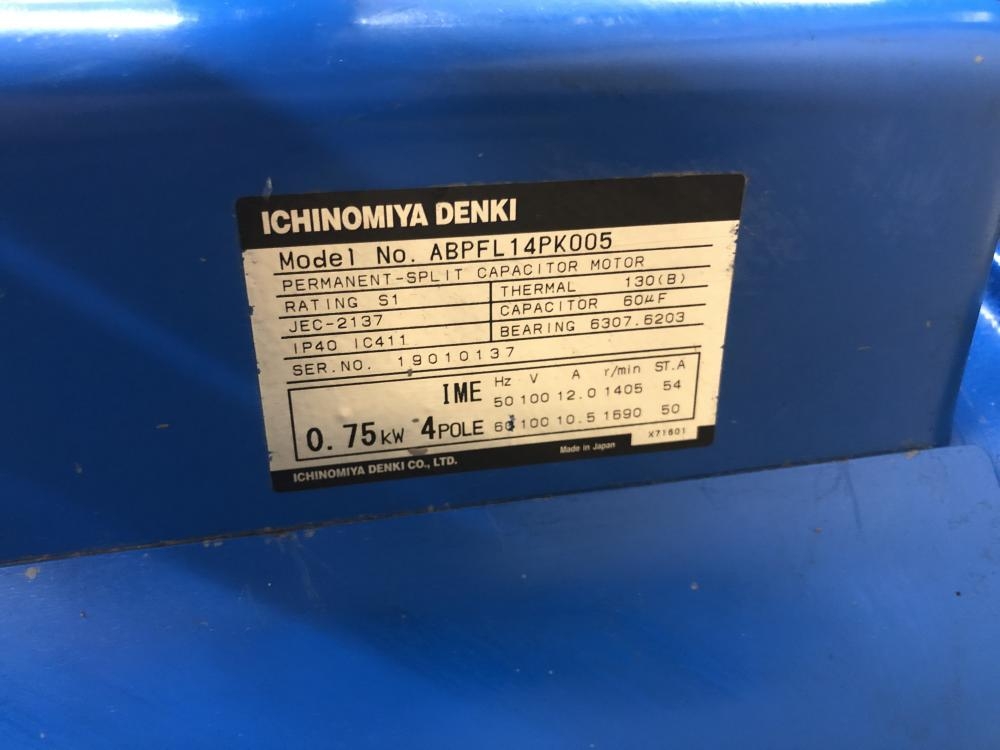 ICHINOMIYA DENKI
Model No. ABPFL14PK005
PERMANENT-SPLIT CAPACITOR MOTOR
RATING S1 THERMAL 130(B)
JEC-2137 CAPACITOR 60µF
IP40 IC411 BEARING 6307.6203
SER.NO. 19010137
IME Hz V A r/min ST.A
50 100 12.0 1405 54
0.75kW 4POLE 60 100 10.5 1690 50
ICHINOMIYA DENKI CO., LTD. Made in Japan X71601